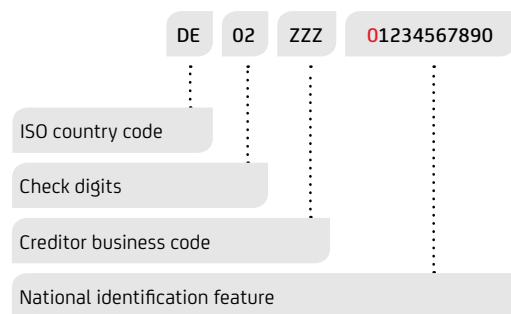 DE 02 ZZZ 01234567890
ISO country code
Check digits
Creditor business code
National identification feature